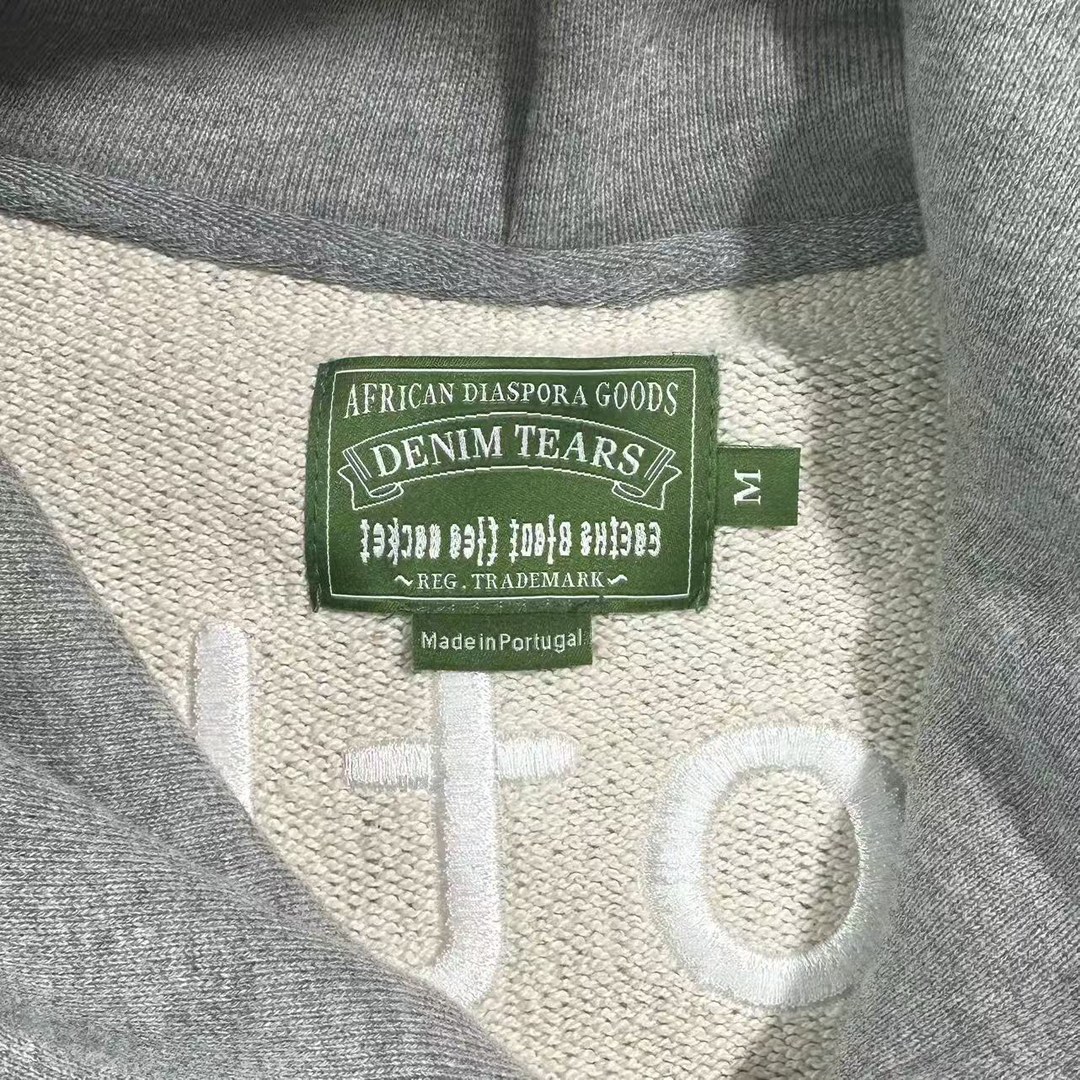 AFRICAN DIASPORA GOODS
DENIM TEARS
~REG. TRADEMARK~
M
Made in Portugal